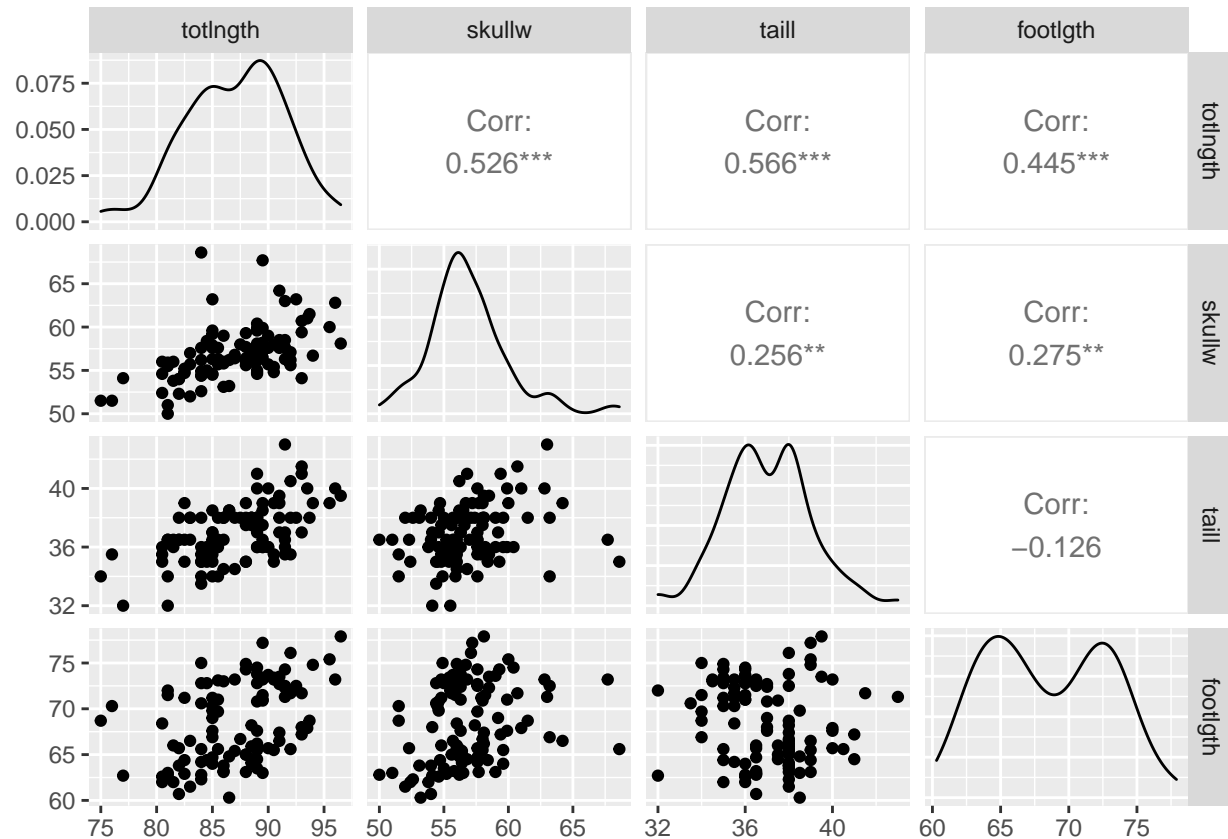 totlngth skullw taill footlgth
0.075
0.050
0.025
0.000
Corr:
0.526***
Corr:
0.566***
Corr:
0.445***
totlngth
65
60
55
50
Corr:
0.256**
Corr:
0.275**
skullw
40
36
32
Corr:
−0.126
taill
75
70
65
60
footlgth
75 80 85 90 95 50 55 60 65 32 36 40 60 65 70 75